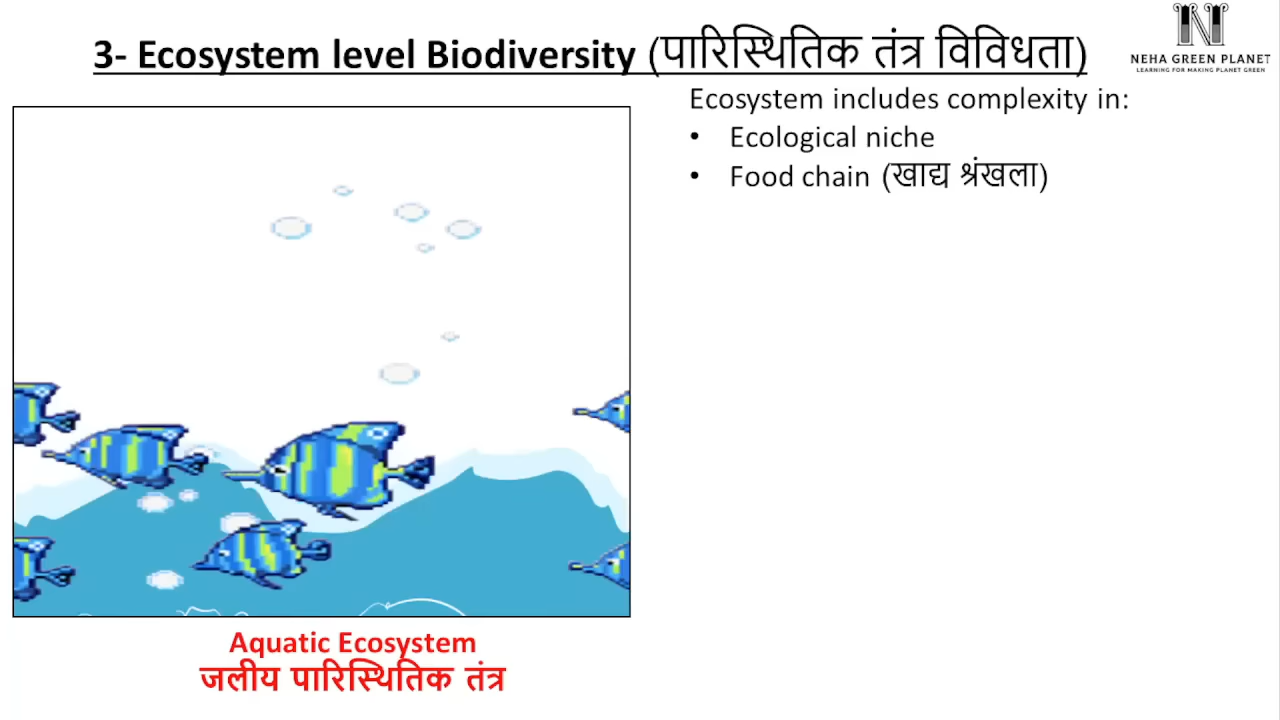 3- Ecosystem level Biodiversity (पारिस्थितिक तंत्र विविधता)
NEHA GREEN PLANET
LEARNING FOR MAKING PLANET GREEN
Ecosystem includes complexity in:
• Ecological niche
• Food chain (खाद्य श्रंखला)
Aquatic Ecosystem
जलीय पारिस्थितिक तंत्र